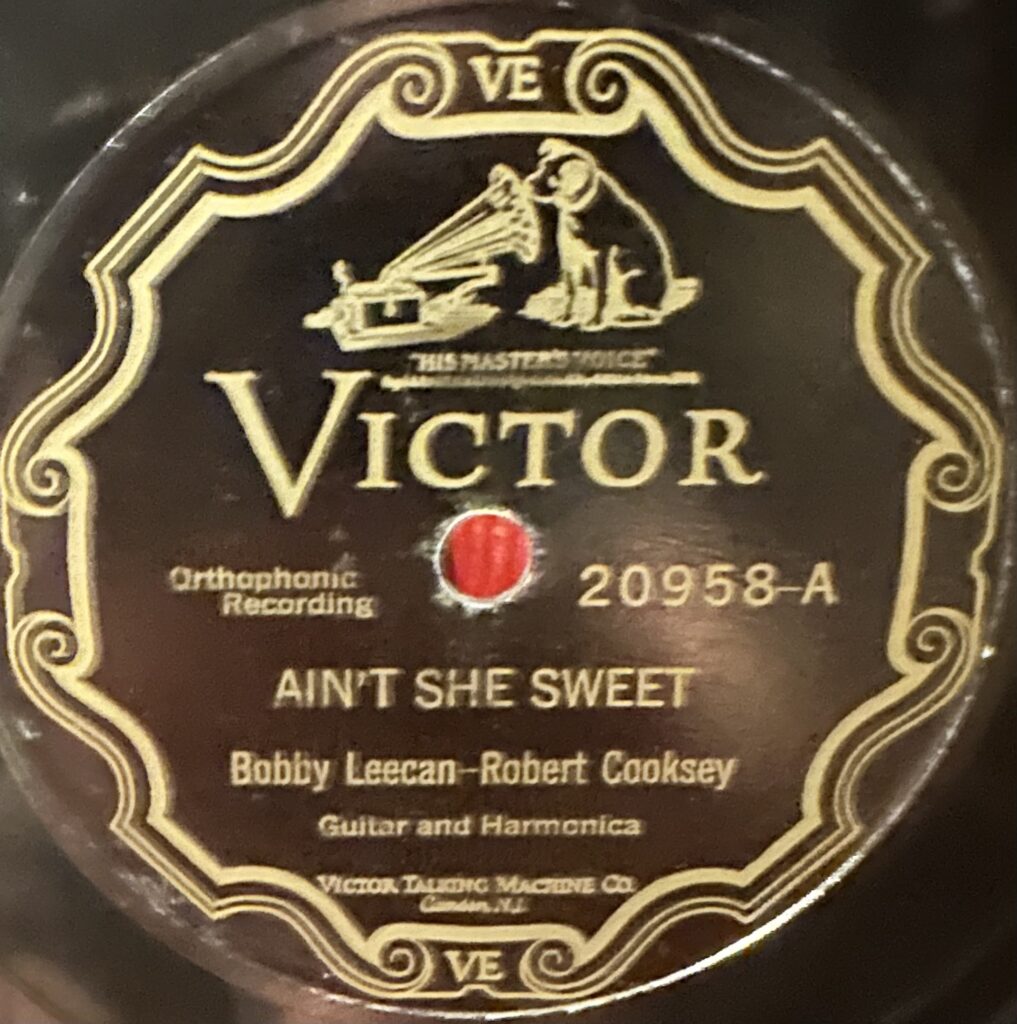 VE
"HIS MASTER'S VOICE"
VICTOR
Orthophonic
Recording
20958-A
AIN'T SHE SWEET
Bobby Leecan-Robert Cooksey
Guitar and Harmonica
VICTOR TALKING MACHINE CO.
Camden, N.J.
VE